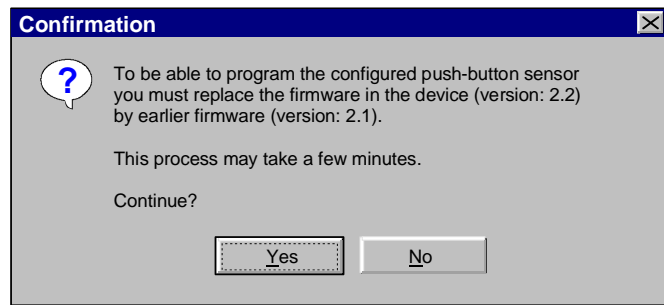 Confirmation
?
To be able to program the configured push-button sensor
you must replace the firmware in the device (version: 2.2)
by earlier firmware (version: 2.1).
This process may take a few minutes.
Continue?
Yes
No